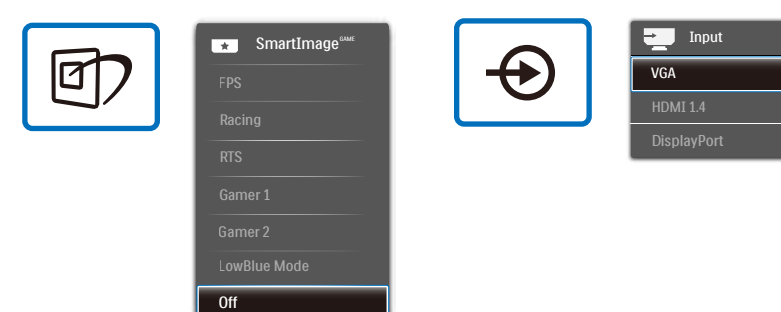 SmartImage GAME
FPS
Racing
RTS
Gamer 1
Gamer 2
LowBlue Mode
Off
Input
VGA
HDMI 1.4
DisplayPort